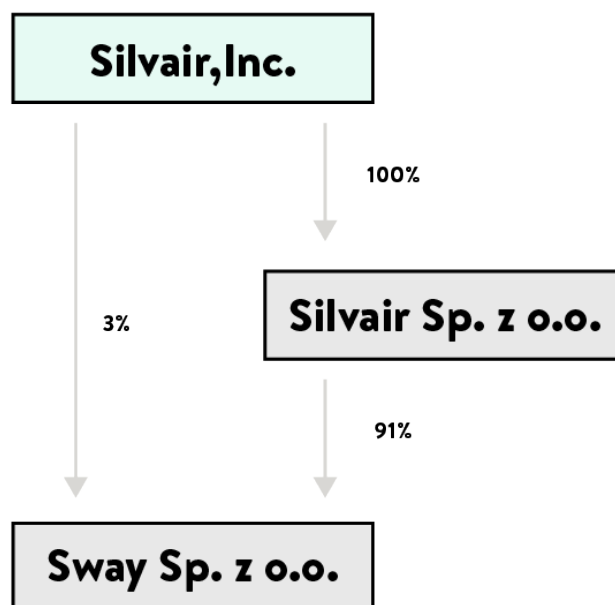 Silvair,Inc.
100%
Silvair Sp. z o.o.
3%
91%
Sway Sp. z o.o.